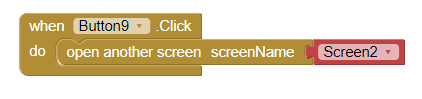 when Button9 .Click
do open another screen screenName Screen2